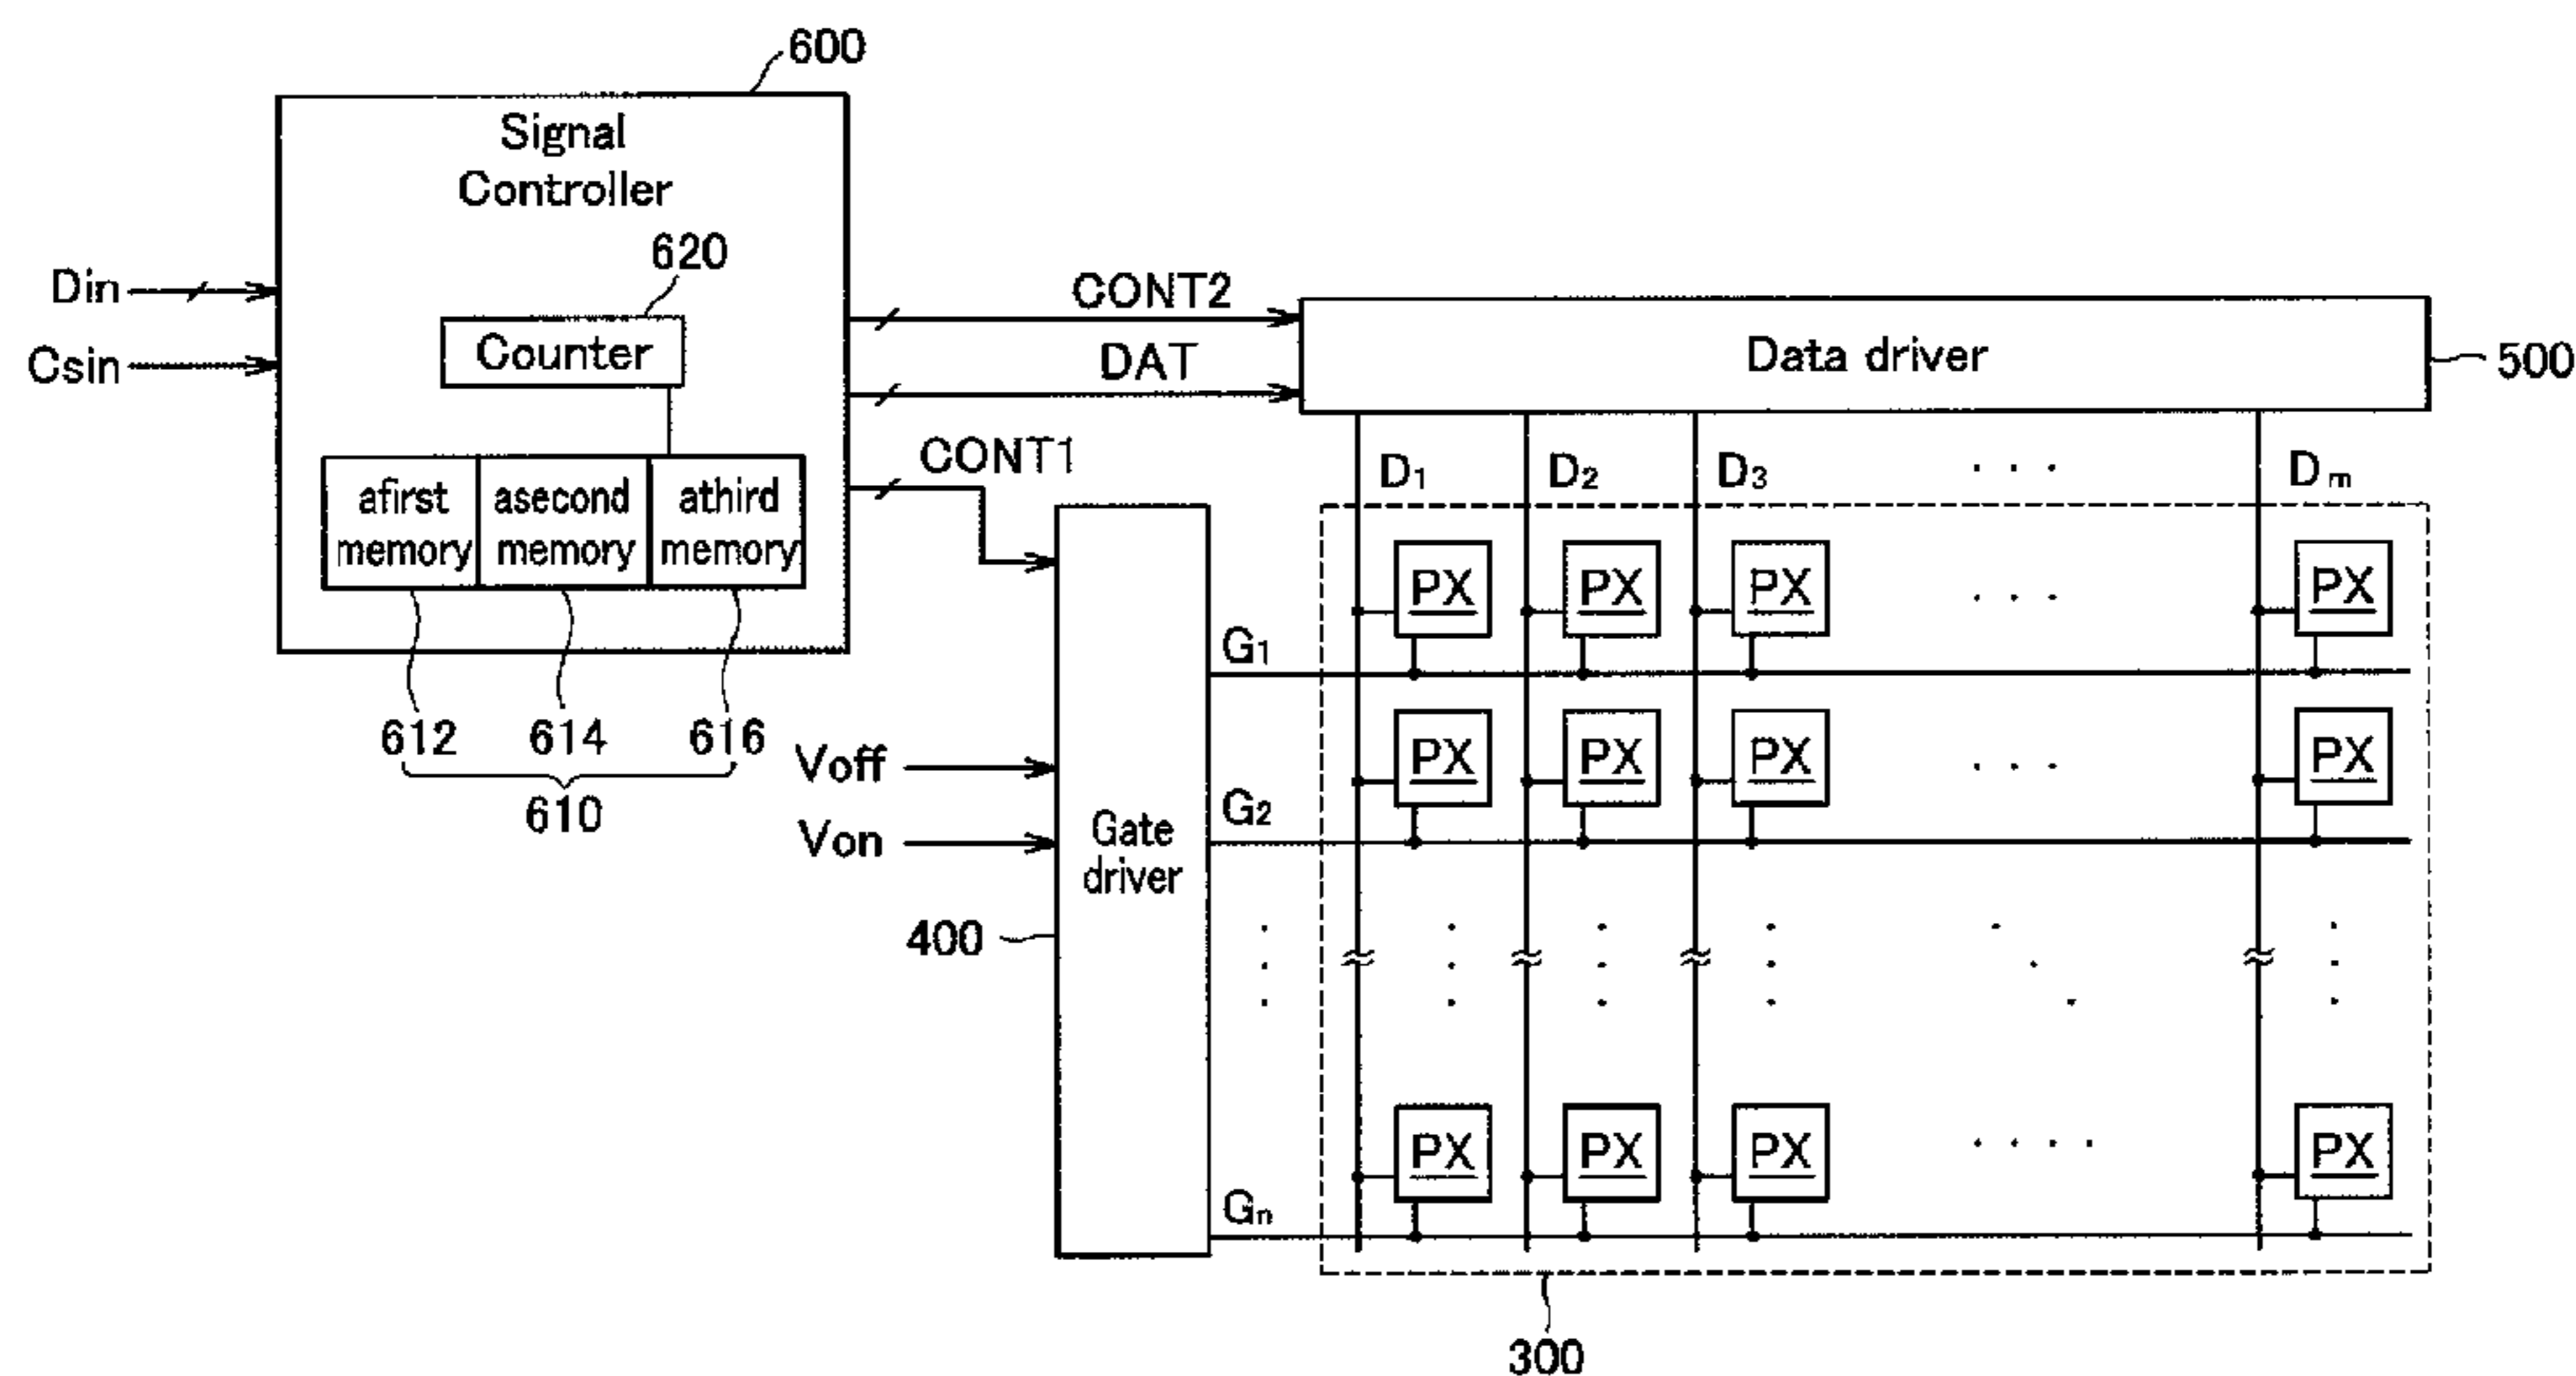 600
Signal
Controller
620
Din
Csin
Counter
CONT2
DAT
CONT1
Data driver
500
afirst
memory
asecond
memory
athird
memory
D1
D2
D3
. . .
Dm
PX
PX
PX
. . .
PX
G1
612
614
616
610
Voff
Von
PX
PX
PX
. . .
PX
G2
Gate
driver
400
PX
PX
PX
. . . .
PX
Gn
300